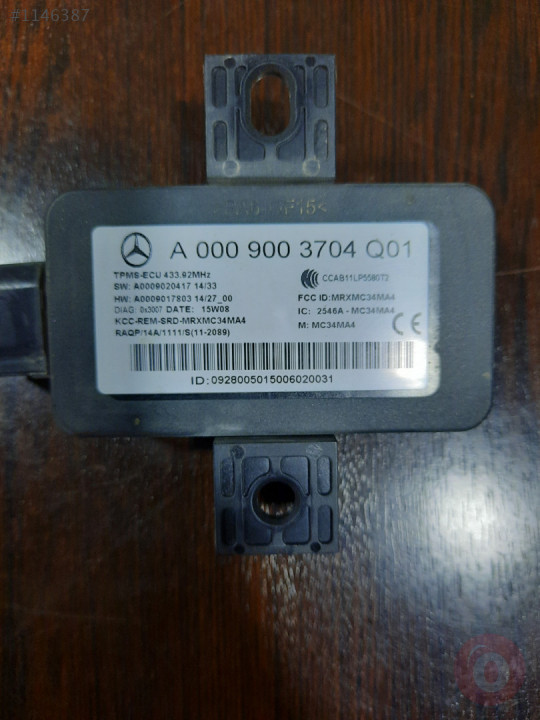 #1146387
A 000 900 3704 Q01
TPMS-ECU 433.92MHz
SW: A0009020417 14/33
HW: A0009017803 14/27_00
DIAG: 0x3007 DATE: 15W08
KCC-REM-SRD-MRXMC34MA4
RAQP/14A/1111/S(11-2089)
CCAB11LP5580T2
FCC ID: MRXMC34MA4
IC: 2546A - MC34MA4
M: MC34MA4
CE
ID: 0928005015006020031